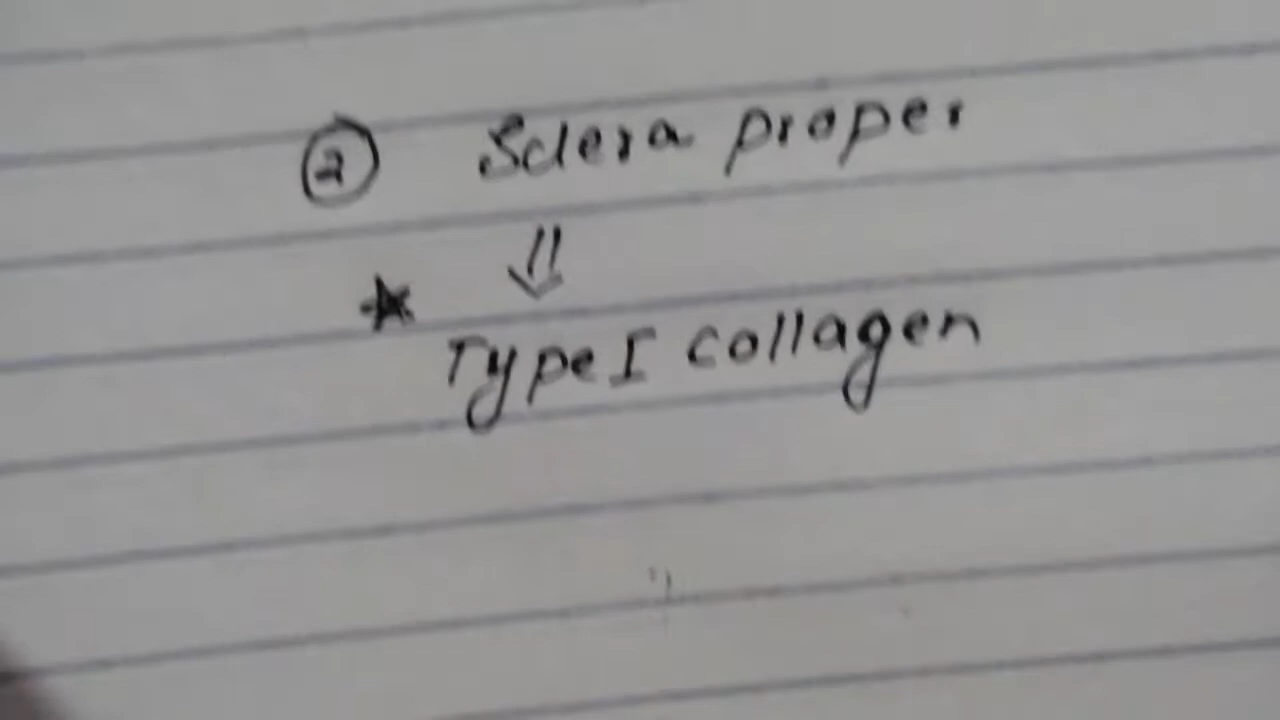 ② Sclera proper
⇓
★ Type I collagen